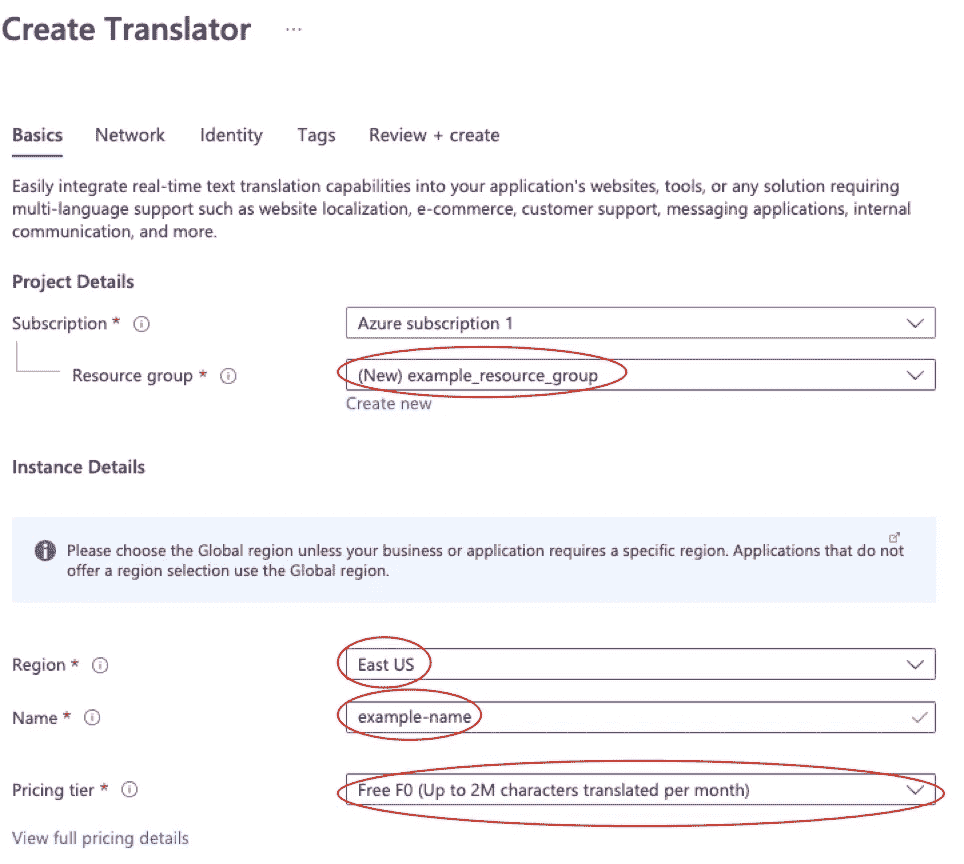 Create Translator ...
Basics Network Identity Tags Review + create
Easily integrate real-time text translation capabilities into your application's websites, tools, or any solution requiring
multi-language support such as website localization, e-commerce, customer support, messaging applications, internal
communication, and more.
Project Details
Subscription * Azure subscription 1
Resource group * (New) example_resource_group
Create new
Instance Details
Please choose the Global region unless your business or application requires a specific region. Applications that do not
offer a region selection use the Global region.
Region * East US
Name * example-name
Pricing tier * Free F0 (Up to 2M characters translated per month)
View full pricing details